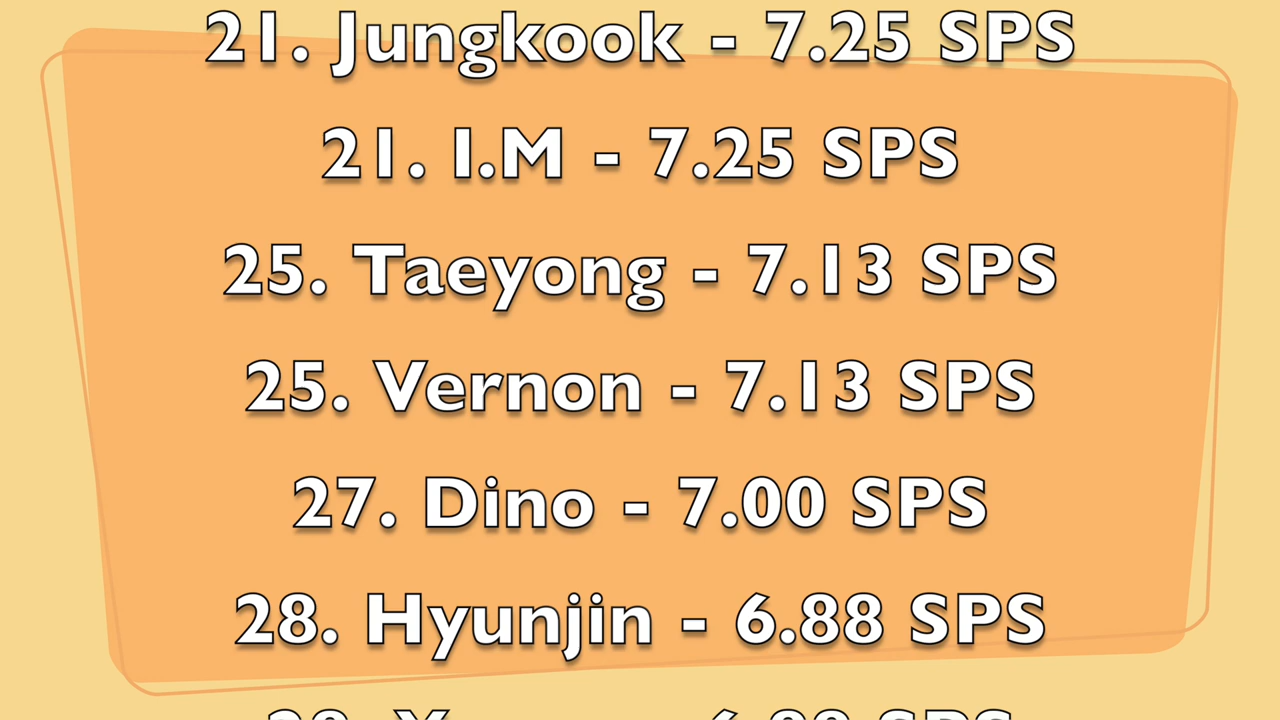 21. Jungkook - 7.25 SPS
21. I.M - 7.25 SPS
25. Taeyong - 7.13 SPS
25. Vernon - 7.13 SPS
27. Dino - 7.00 SPS
28. Hyunjin - 6.88 SPS